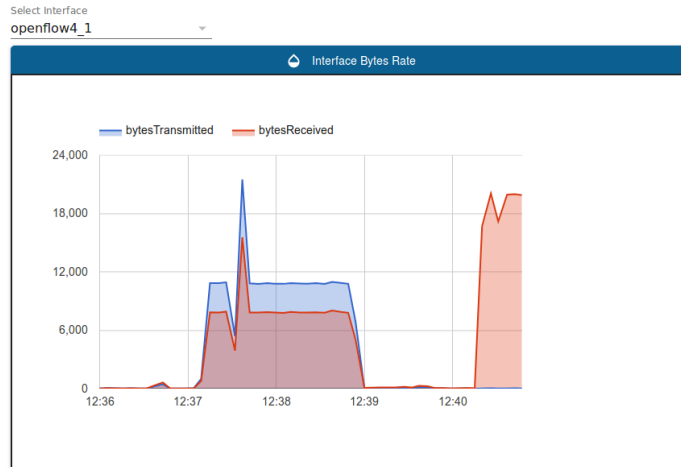 Select Interface
openflow4_1
Interface Bytes Rate
bytesTransmitted bytesReceived
24,000
18,000
12,000
6,000
0
12:36 12:37 12:38 12:39 12:40